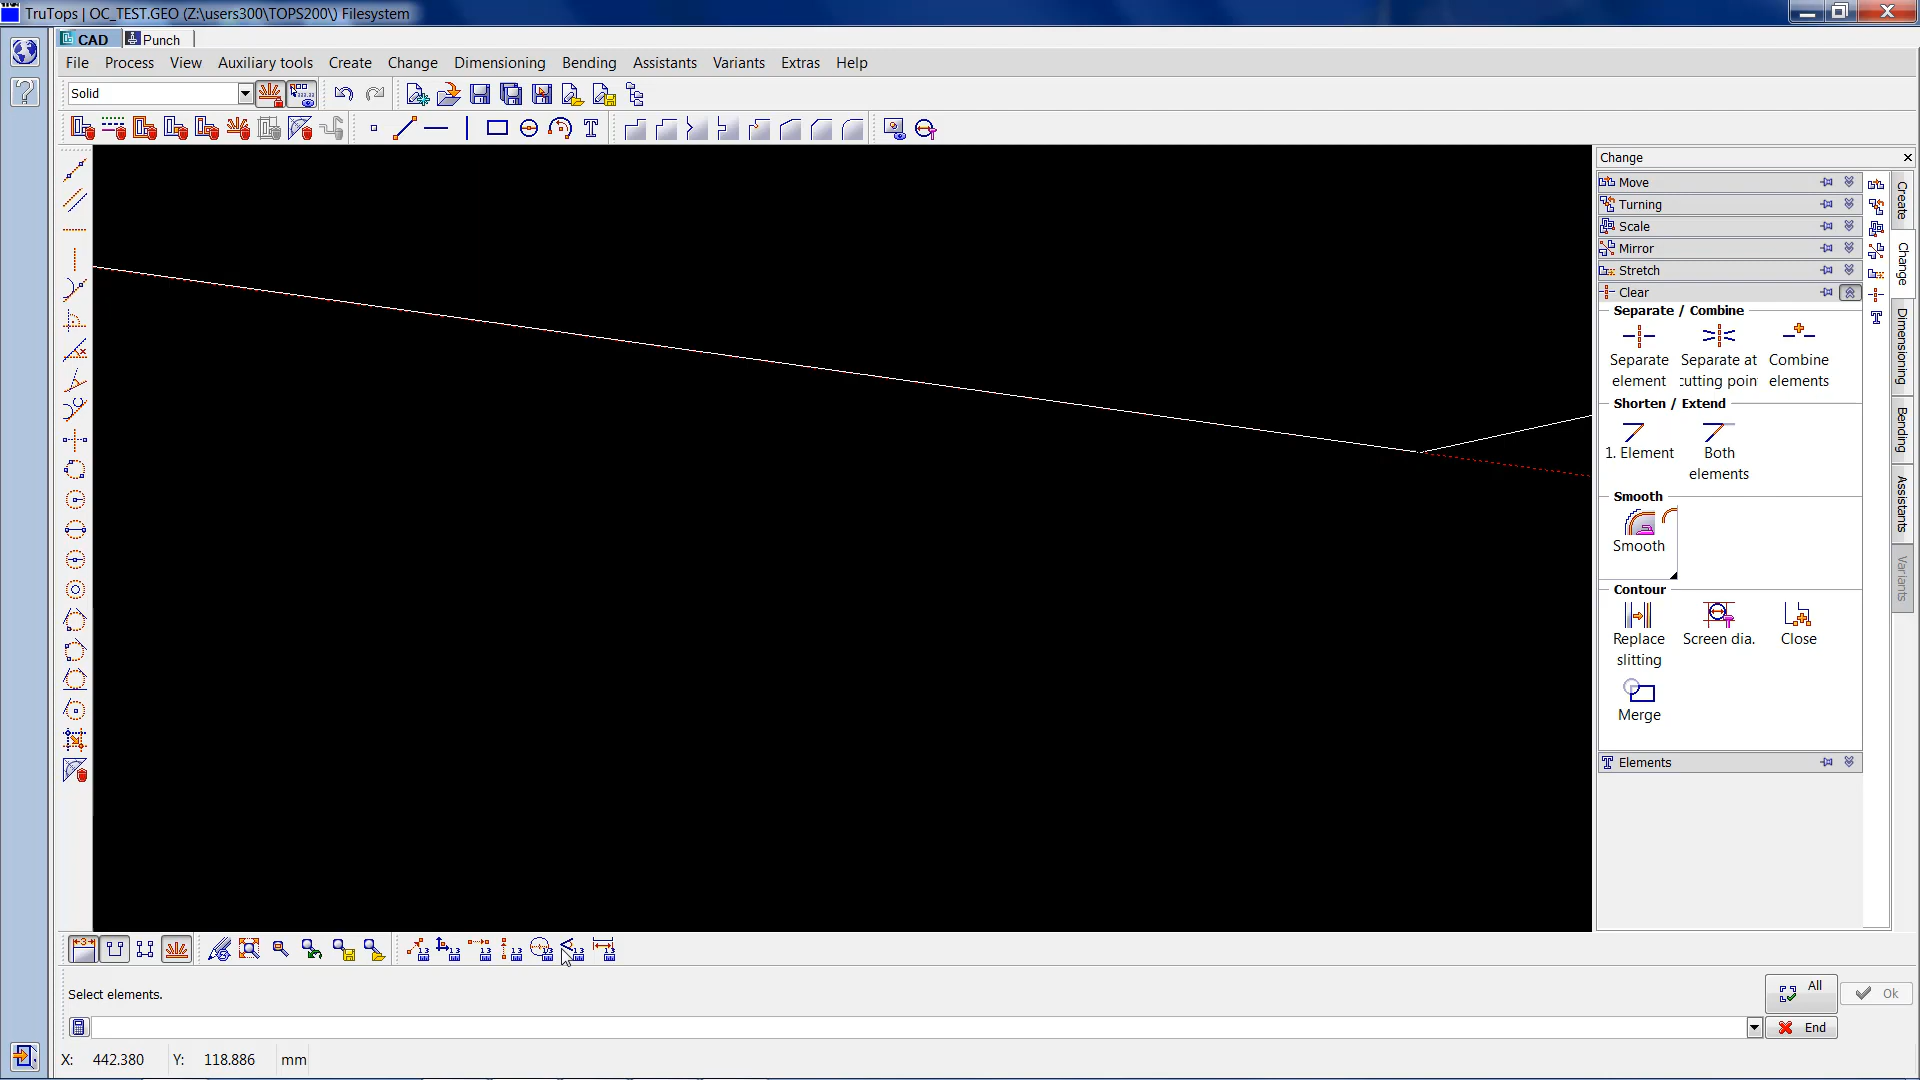 TruTops | OC_TEST.GEO (Z:\users300\TOPS200\) Filesystem
CAD
Punch
File Process View Auxiliary tools Create Change Dimensioning Bending Assistants Variants Extras Help
Solid
Change
Move
Turning
Scale
Mirror
Stretch
Clear
Separate / Combine
Separate element
Separate at cutting poin
Combine elements
Shorten / Extend
1. Element
Both elements
Smooth
Smooth
Contour
Replace slitting
Screen dia.
Close
Merge
Elements
Create
Change
Dimensioning
Bending
Assistants
Variants
Select elements.
All
Ok
End
X: 442.380 Y: 118.886 mm